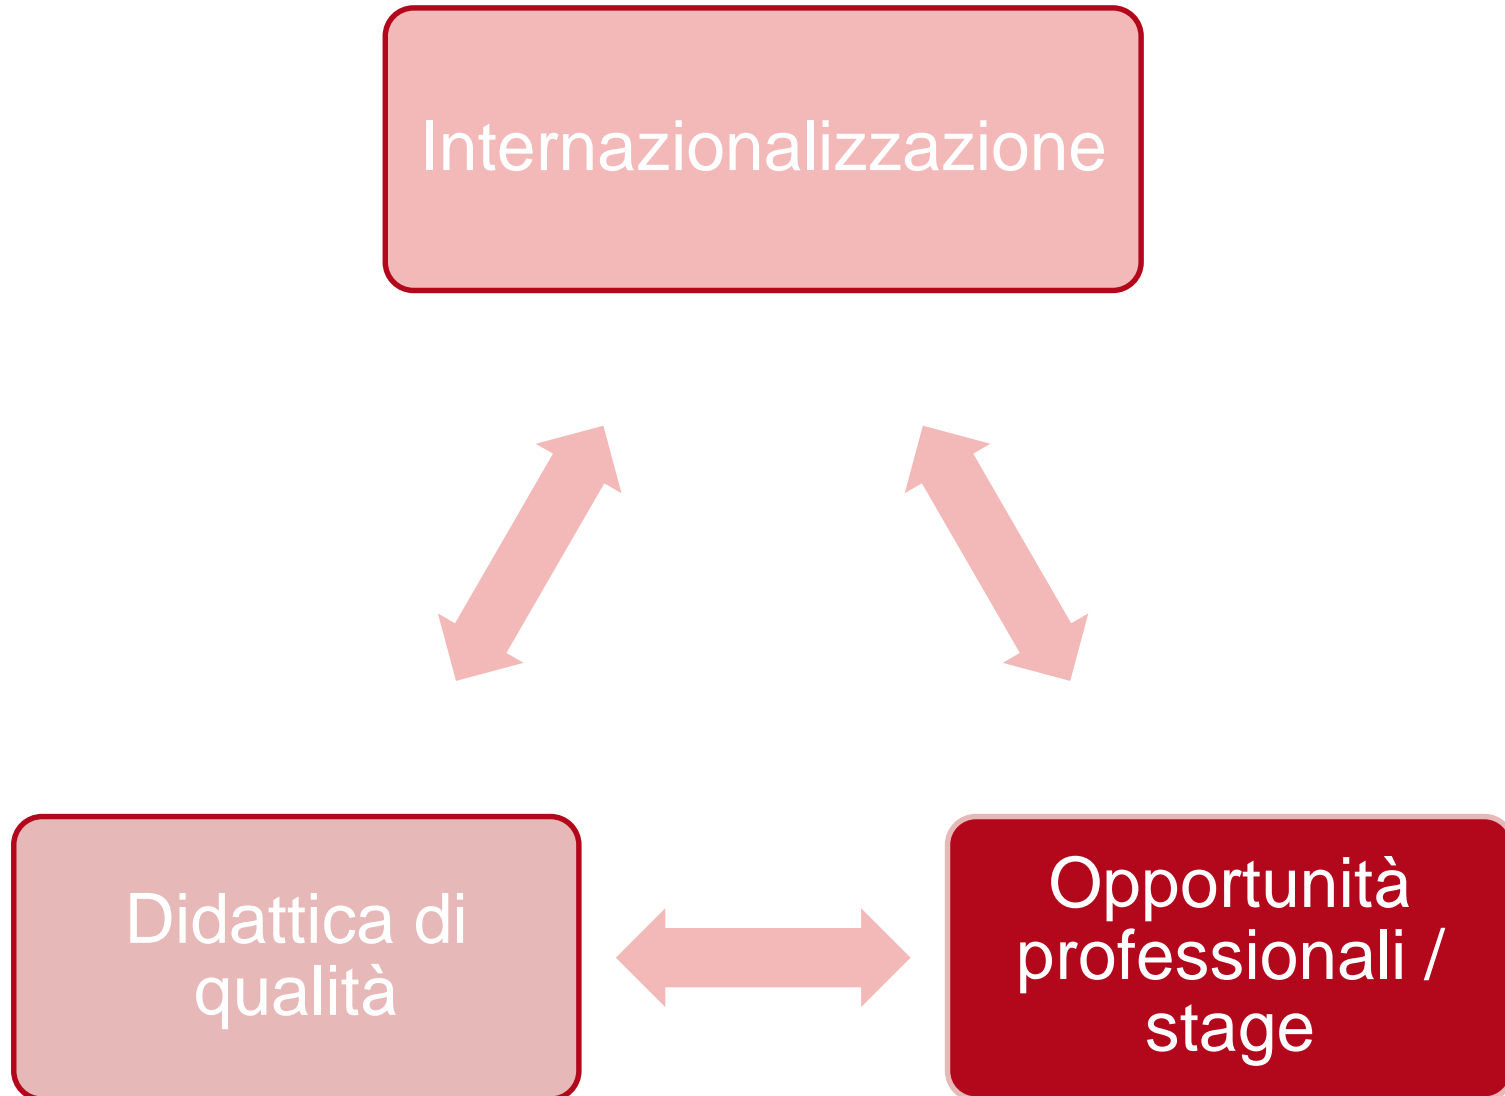 Internazionalizzazione
Didattica di
qualità
Opportunità
professionali /
stage